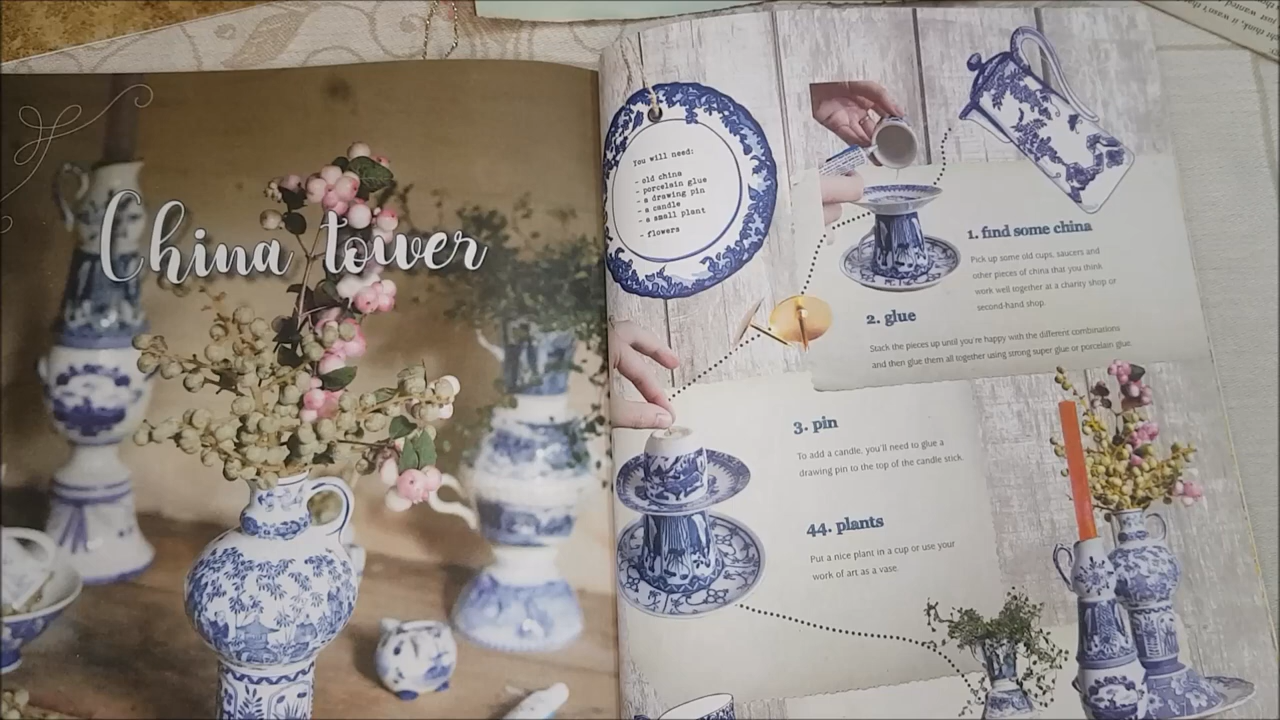 China tower
You will need:
- old china
- porcelain glue
- a drawing pin
- a candle
- a small plant
- flowers
1. find some china
Pick up some old cups, saucers and
other pieces of china that you think
work well together at a charity shop or
second-hand shop.
2. glue
Stack the pieces up until you're happy with the different combinations
and then glue them all together using strong super glue or porcelain glue.
3. pin
To add a candle, you'll need to glue a
drawing pin to the top of the candle stick.
44. plants
Put a nice plant in a cup or use your
work of art as a vase.